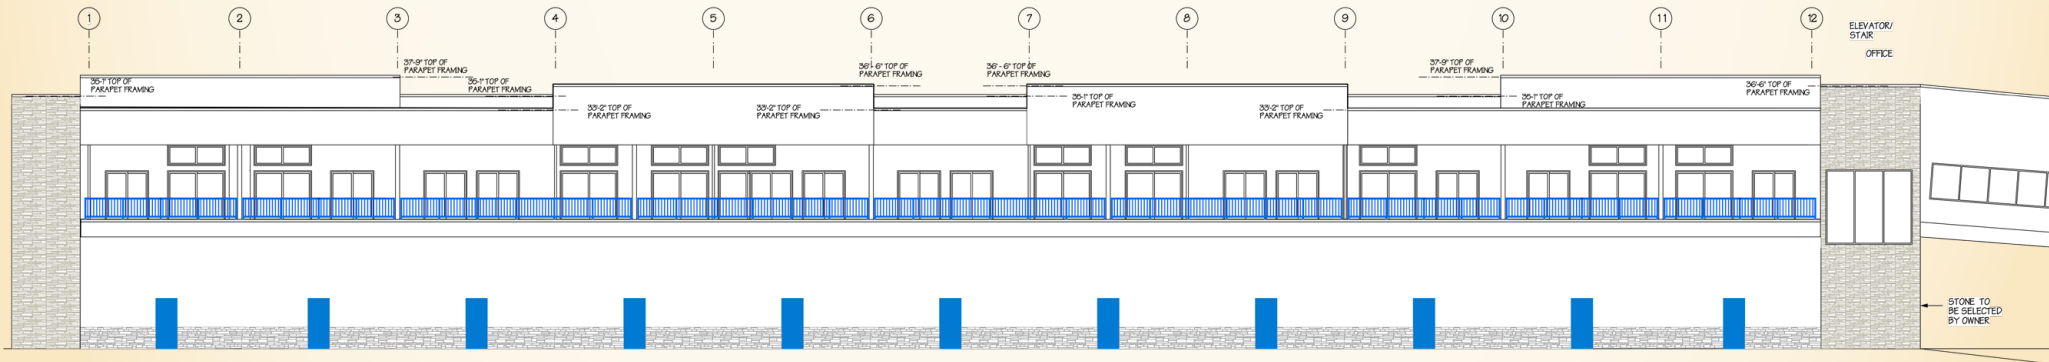 1 2 3 4 5 6 7 8 9 10 11 12
ELEVATOR/
STAIR
OFFICE
35-1" TOP OF
PARAPET FRAMING
37-9" TOP OF
PARAPET FRAMING
35-1" TOP OF
PARAPET FRAMING
33'-2" TOP OF
PARAPET FRAMING
33'-2" TOP OF
PARAPET FRAMING
36'- 6" TOP OF
PARAPET FRAMING
36'- 6" TOP OF
PARAPET FRAMING
35-1" TOP OF
PARAPET FRAMING
33'-2" TOP OF
PARAPET FRAMING
37-9" TOP OF
PARAPET FRAMING
35-1" TOP OF
PARAPET FRAMING
36'-6" TOP OF
PARAPET FRAMING
STONE TO
BE SELECTED
BY OWNER